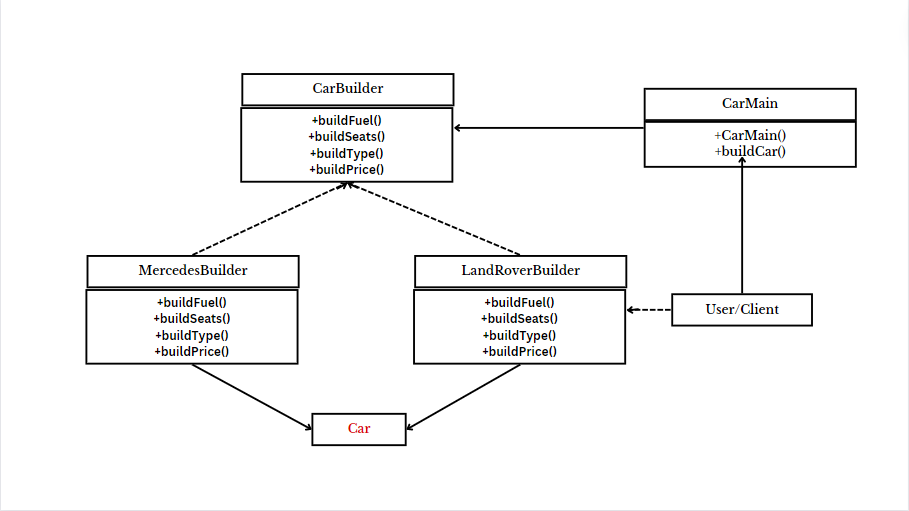 CarBuilder
+buildFuel()
+buildSeats()
+buildType()
+buildPrice()
CarMain
+CarMain()
+buildCar()
MercedesBuilder
+buildFuel()
+buildSeats()
+buildType()
+buildPrice()
LandRoverBuilder
+buildFuel()
+buildSeats()
+buildType()
+buildPrice()
User/Client
Car